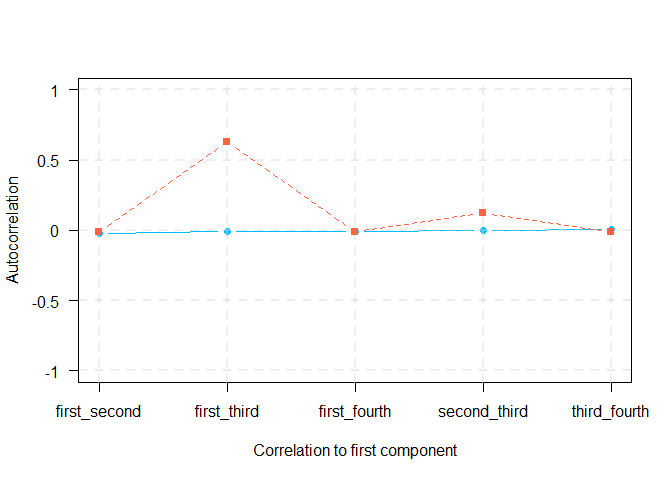 1
0.5
0
-0.5
-1
Autocorrelation
first_second first_third first_fourth second_third third_fourth
Correlation to first component